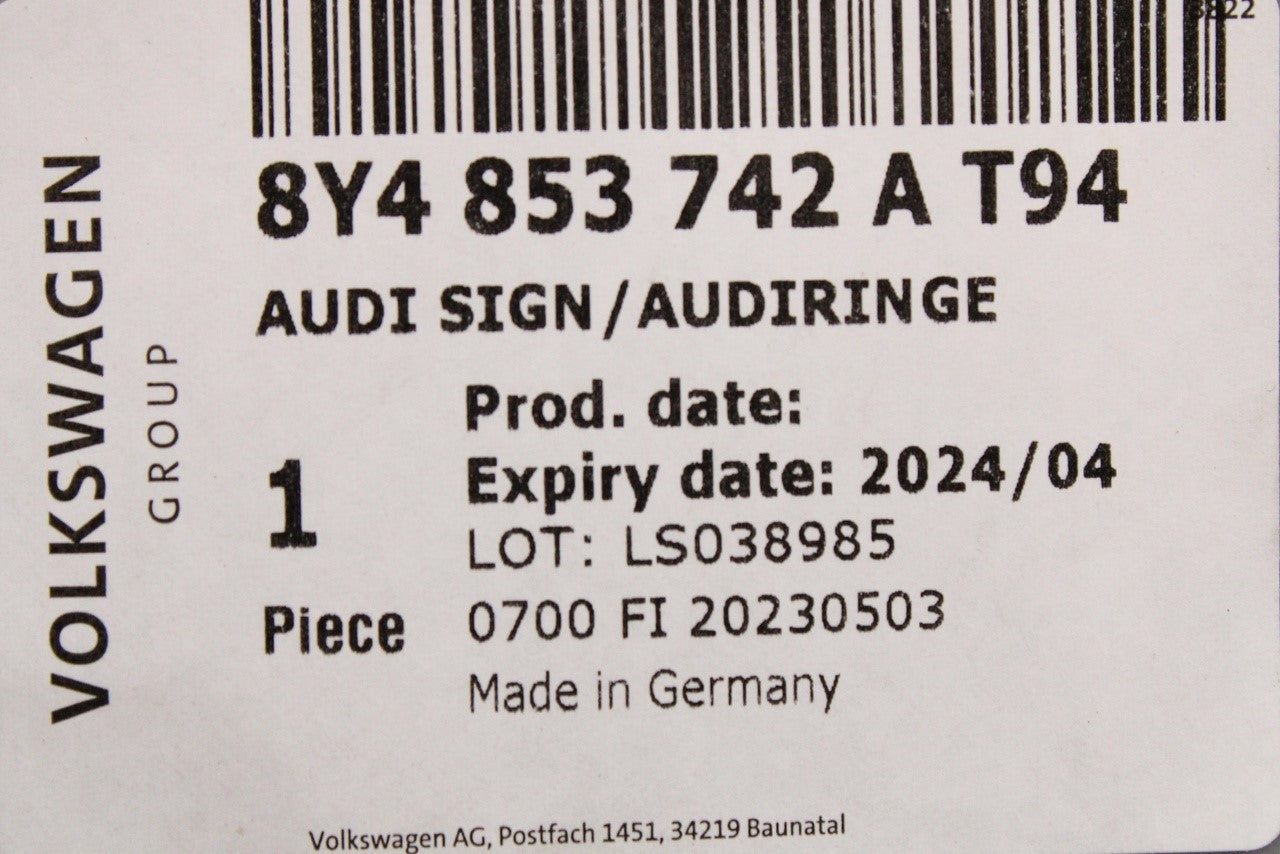 8Y4 853 742 A T94
AUDI SIGN/AUDIRINGE
Prod. date:
Expiry date: 2024/04
1
LOT: LS038985
Piece
0700 FI 20230503
Made in Germany
VOLKSWAGEN
GROUP
Volkswagen AG, Postfach 1451, 34219 Baunatal